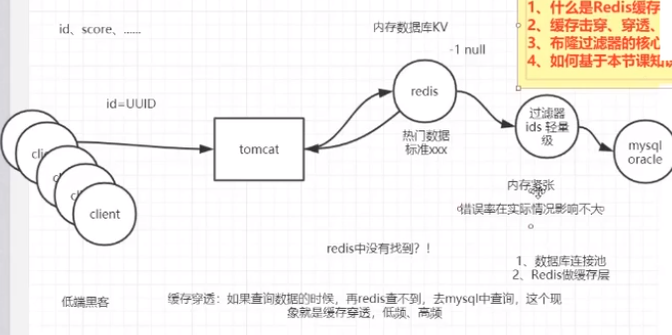 1、什么是Redis缓存
2、缓存击穿、穿透、
3、布隆过滤器的核心
4、如何基于本节课知识
id、score、......
内存数据库KV
-1 null
id=UUID
redis
过滤器
ids 轻量
级
tomcat
热门数据
标准xxx
mysql
oracle
client
内存紧张
错误率在实际情况影响不大
redis中没有找到？！
1、数据库连接池
2、Redis做缓存层
低端黑客
缓存穿透：如果查询数据的时候，再redis查不到，去mysql中查询，这个现
象就是缓存穿透，低频、高频